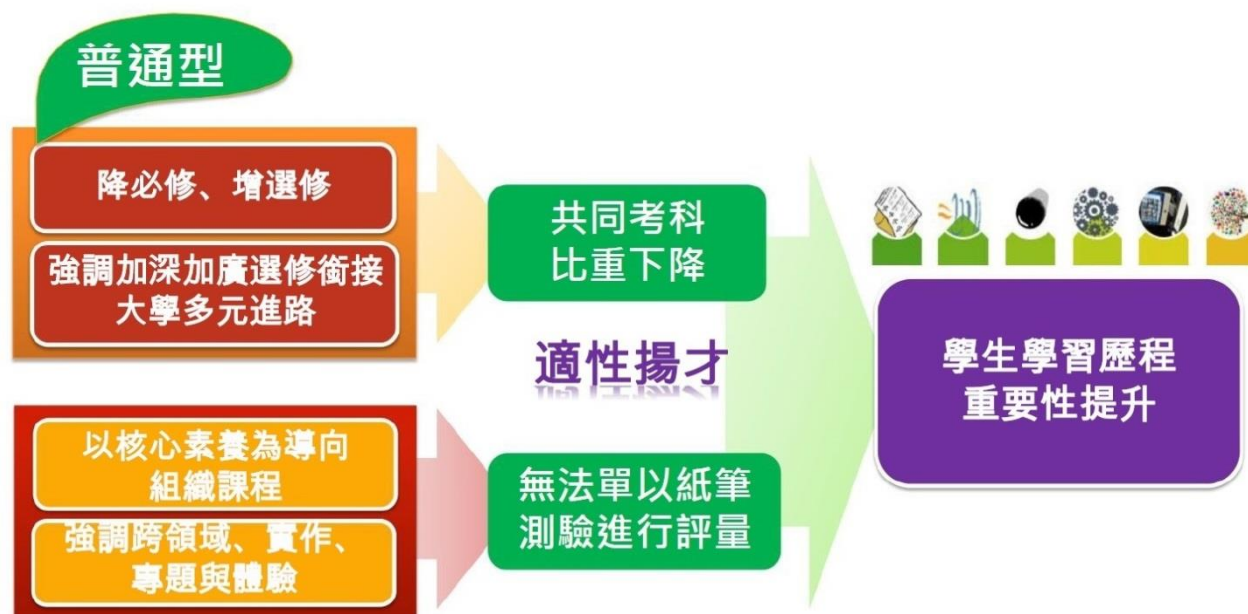 普通型
降必修、增選修
強調加深加廣選修銜接
大學多元進路
以核心素養為導向
組織課程
強調跨領域、實作、
專題與體驗
共同考科
比重下降
適性揚才
無法單以紙筆
測驗進行評量
學生學習歷程
重要性提升